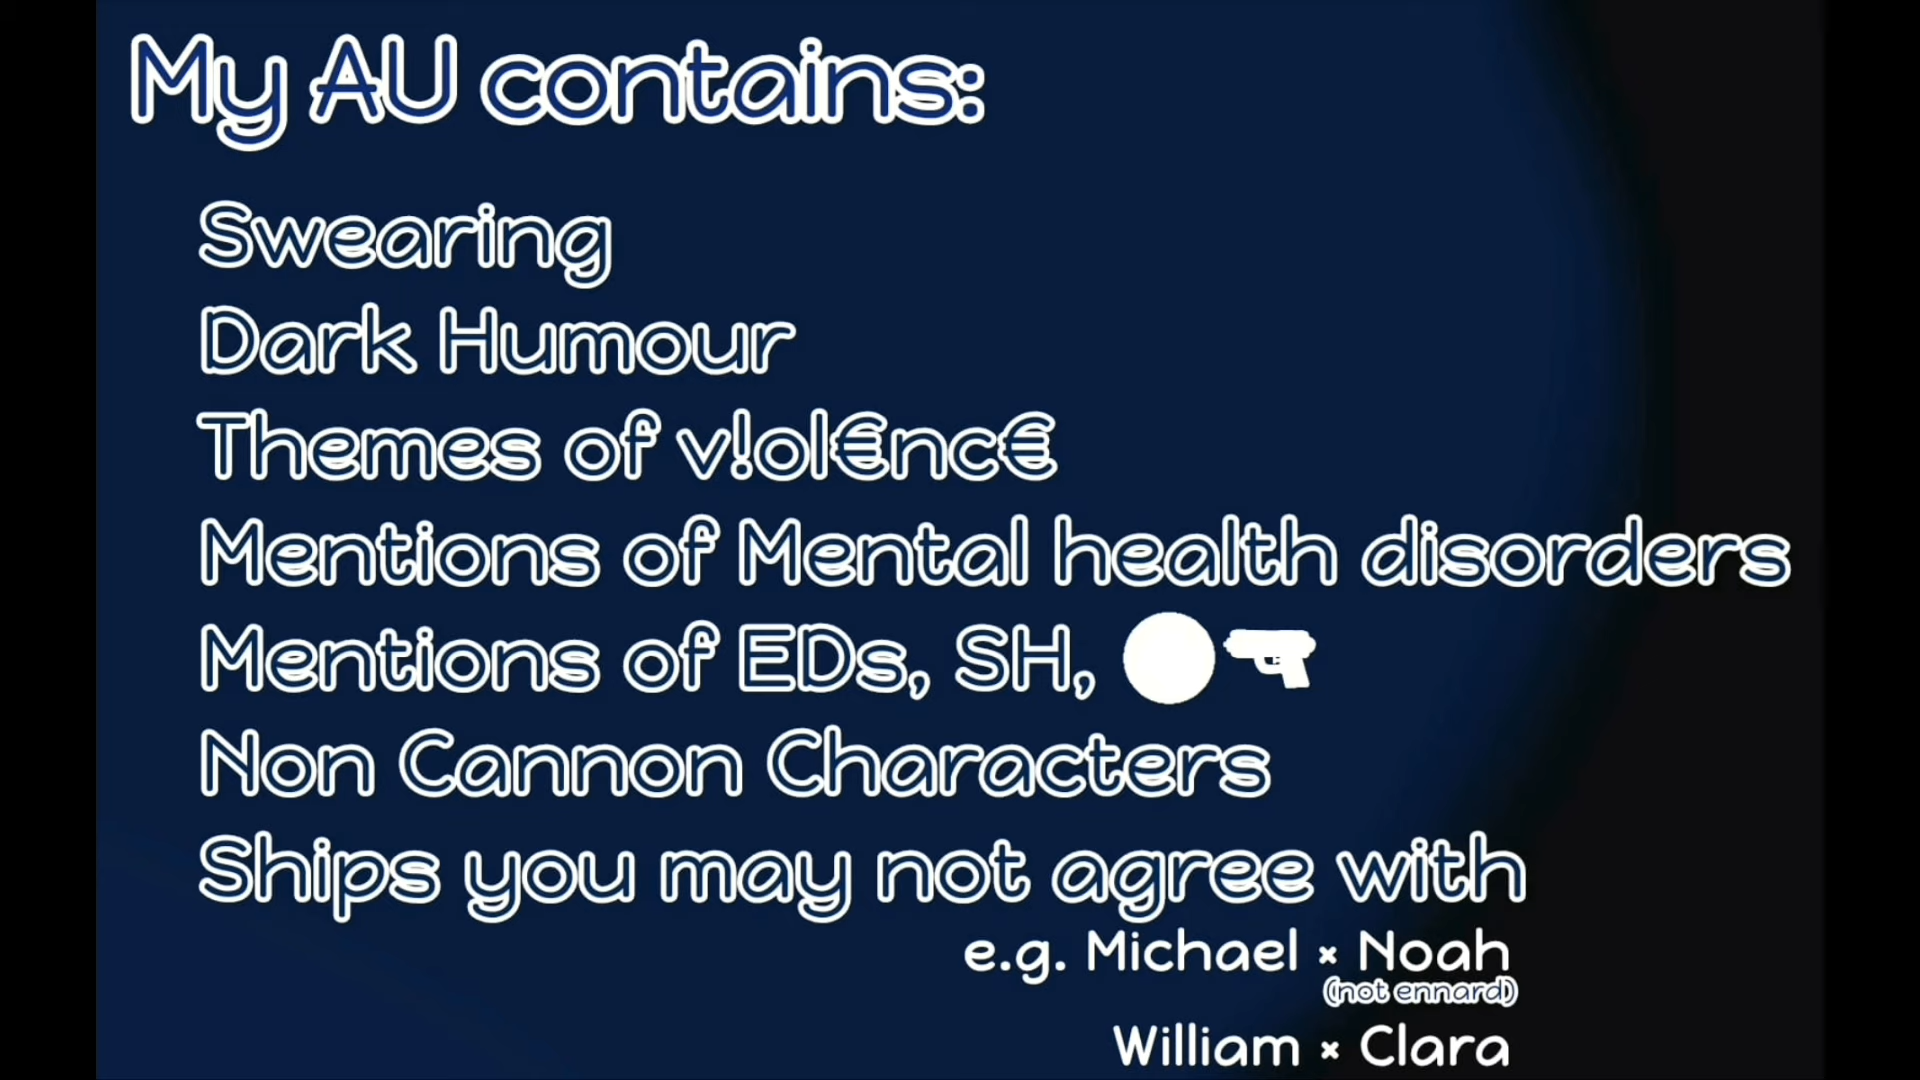 My AU contains:
Swearing
Dark Humour
Themes of v!ol€nc€
Mentions of Mental health disorders
Mentions of EDs, SH,
Non Cannon Characters
Ships you may not agree with
e.g. Michael × Noah
(not ennard)
William × Clara